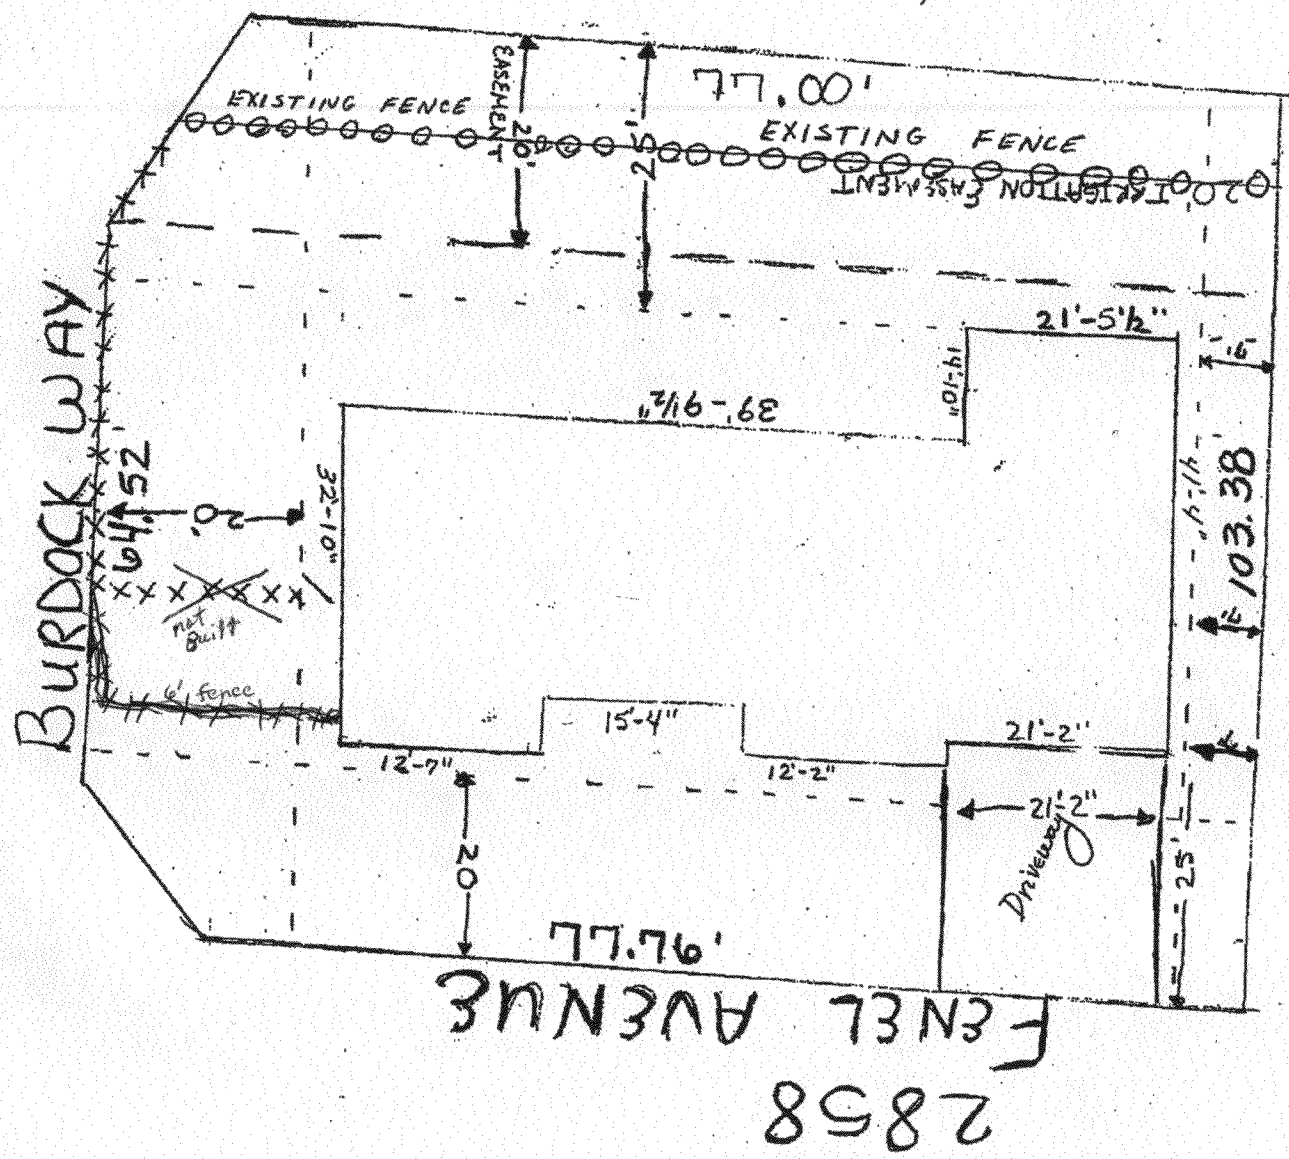 77.00'
EASEMENT
20'
25'
EXISTING FENCE
EXISTING FENCE
IRRIGATION EASEMENT
21'-5½"
14'-10"
39'-9½"
BURDOCK WAY
64.52
20'
32'-10"
103.38
not
Built
6' fence
15'-4"
12'-7"
12'-2"
21'-2"
7'
7'
21'-2"
Driveway
20
25'
77.76'
FENEL AVENUE
2858